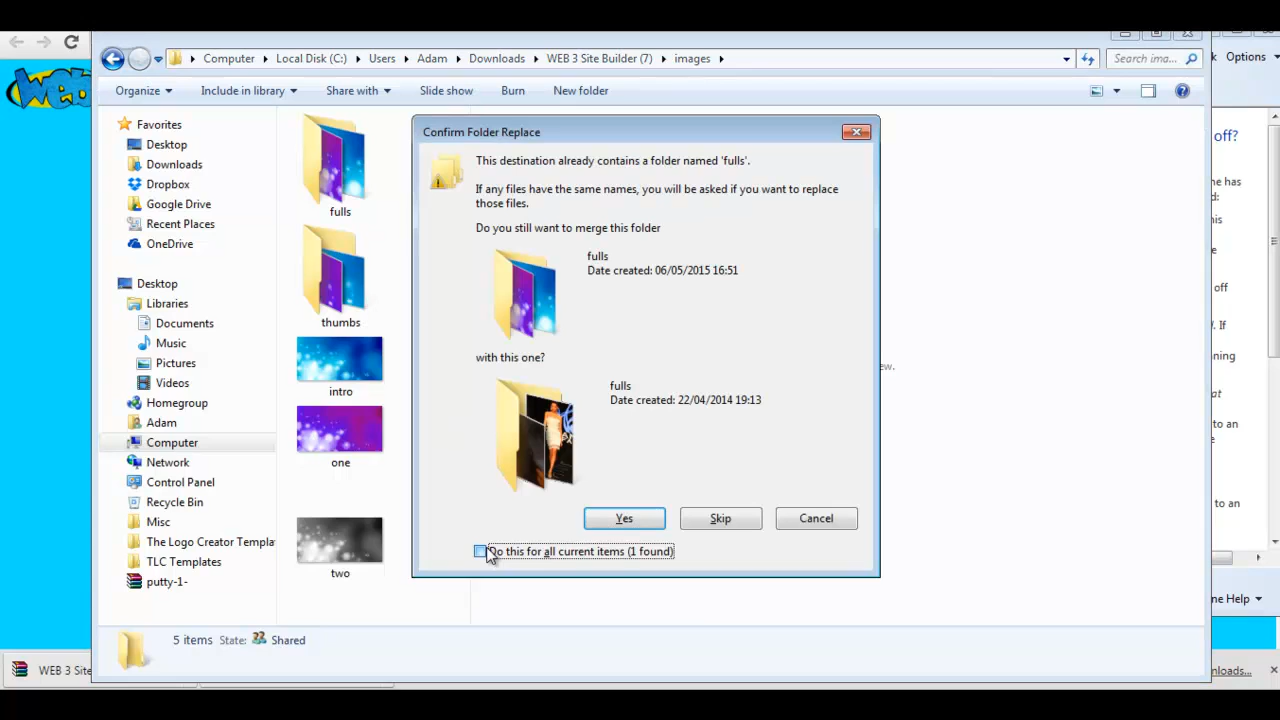 Computer
Local Disk (C:)
Users
Adam
Downloads
WEB 3 Site Builder (7)
images
Search ima...
k
Options
web
Organize
Include in library
Share with
Slide show
Burn
New folder
Favorites
Desktop
Downloads
Dropbox
Google Drive
Recent Places
OneDrive
Desktop
Libraries
Documents
Music
Pictures
Videos
Homegroup
Adam
Computer
Network
Control Panel
Recycle Bin
Misc
The Logo Creator Templa
TLC Templates
putty-1-
fulls
thumbs
intro
one
two
Confirm Folder Replace
This destination already contains a folder named 'fulls'.
If any files have the same names, you will be asked if you want to replace
those files.
Do you still want to merge this folder
fulls
Date created: 06/05/2015 16:51
with this one?
fulls
Date created: 22/04/2014 19:13
Yes
Skip
Cancel
Do this for all current items (1 found)
ew.
off?
ne has
this
off
. If
ning
at
to an
to an
ne Help
5 items
State:
Shared
WEB 3 Site
nloads...